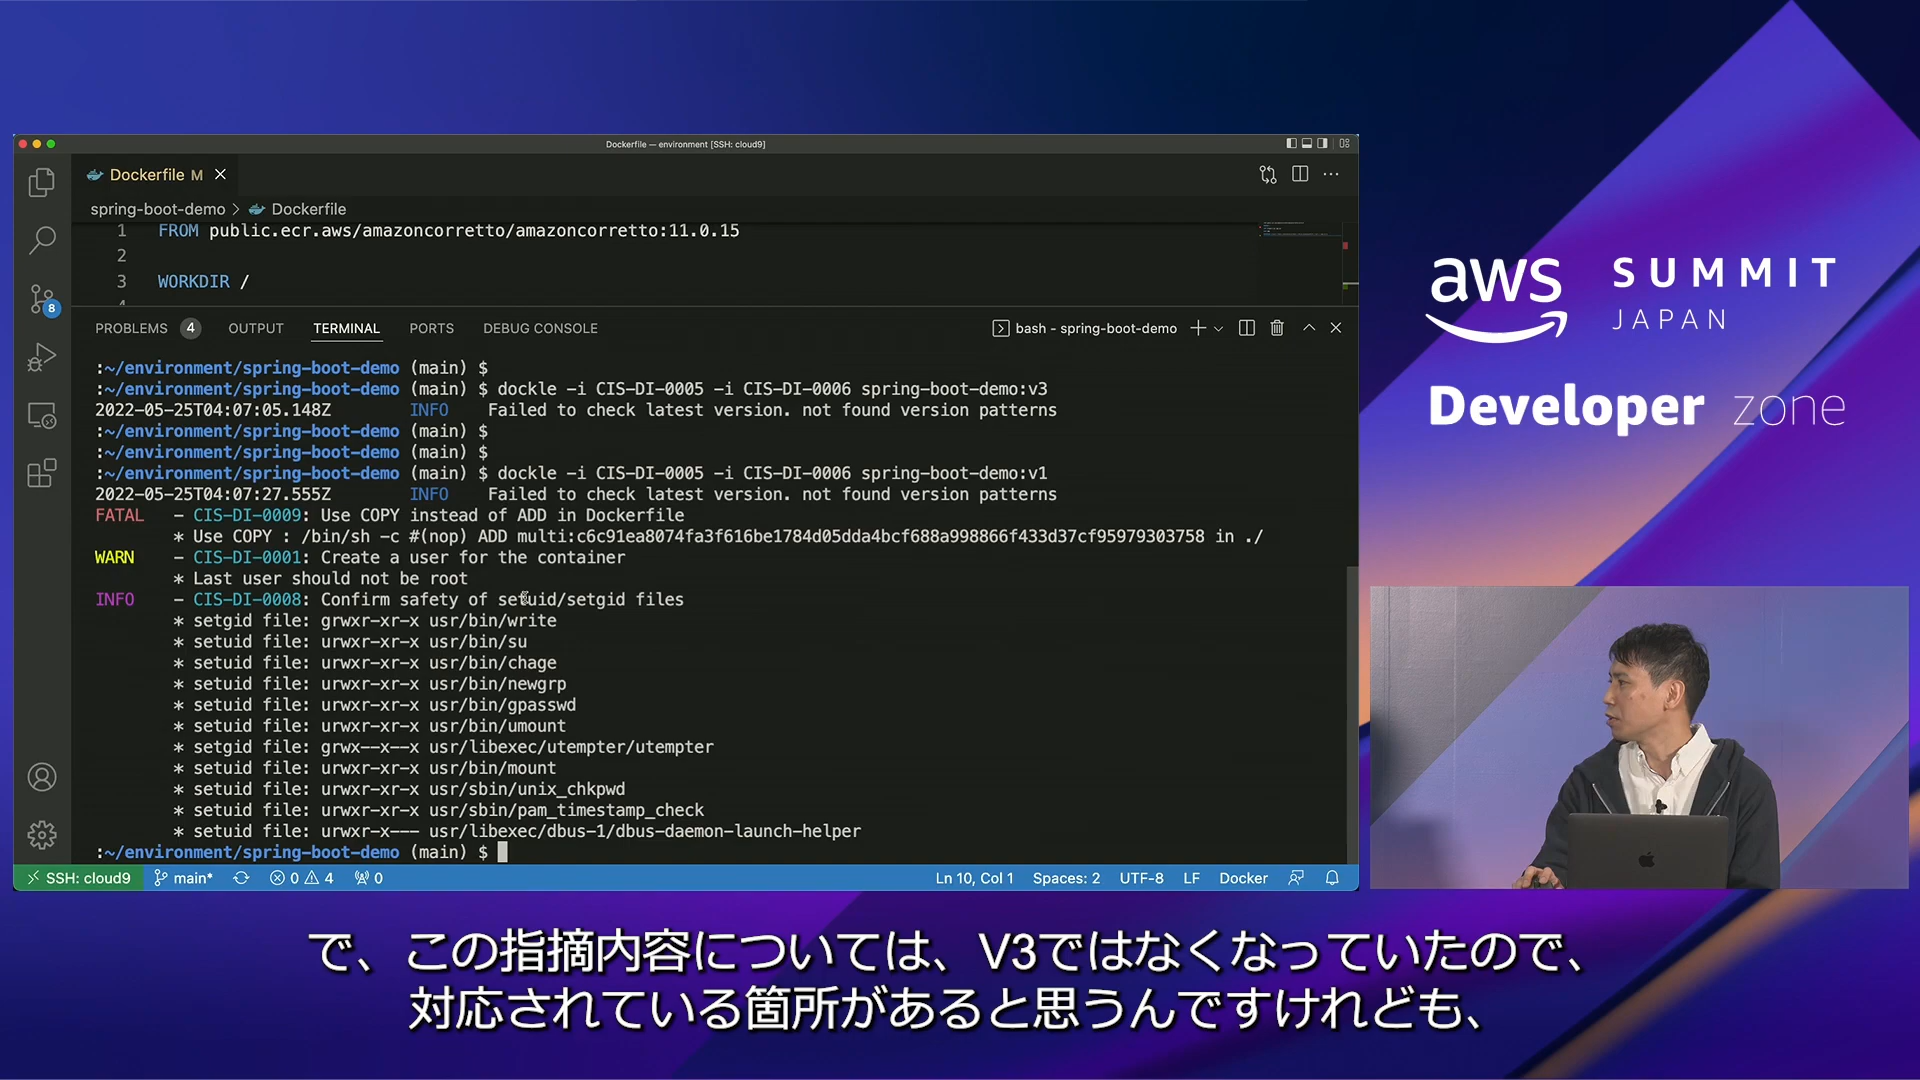 Dockerfile — environment [SSH: cloud9]
Dockerfile M
spring-boot-demo > Dockerfile
1 FROM public.ecr.aws/amazoncorretto/amazoncorretto:11.0.15
2
3 WORKDIR /
8
PROBLEMS 4 OUTPUT TERMINAL PORTS DEBUG CONSOLE
bash - spring-boot-demo
:~/environment/spring-boot-demo (main) $
:~/environment/spring-boot-demo (main) $ dockle -i CIS-DI-0005 -i CIS-DI-0006 spring-boot-demo:v3
2022-05-25T04:07:05.148Z INFO Failed to check latest version. not found version patterns
:~/environment/spring-boot-demo (main) $
:~/environment/spring-boot-demo (main) $
:~/environment/spring-boot-demo (main) $ dockle -i CIS-DI-0005 -i CIS-DI-0006 spring-boot-demo:v1
2022-05-25T04:07:27.555Z INFO Failed to check latest version. not found version patterns
FATAL - CIS-DI-0009: Use COPY instead of ADD in Dockerfile
* Use COPY : /bin/sh -c #(nop) ADD multi:c6c91ea8074fa3f616be1784d05dda4bcf688a998866f433d37cf95979303758 in ./
WARN - CIS-DI-0001: Create a user for the container
* Last user should not be root
INFO - CIS-DI-0008: Confirm safety of setuid/setgid files
* setgid file: grwxr-xr-x usr/bin/write
* setuid file: urwxr-xr-x usr/bin/su
* setuid file: urwxr-xr-x usr/bin/chage
* setuid file: urwxr-xr-x usr/bin/newgrp
* setuid file: urwxr-xr-x usr/bin/gpasswd
* setuid file: urwxr-xr-x usr/bin/umount
* setgid file: grwx--x--x usr/libexec/utempter/utempter
* setuid file: urwxr-xr-x usr/bin/mount
* setuid file: urwxr-xr-x usr/sbin/unix_chkpwd
* setuid file: urwxr-xr-x usr/sbin/pam_timestamp_check
* setuid file: urwxr-x--- usr/libexec/dbus-1/dbus-daemon-launch-helper
:~/environment/spring-boot-demo (main) $
SSH: cloud9 main* 0 4 0 Ln 10, Col 1 Spaces: 2 UTF-8 LF Docker
aws SUMMIT
JAPAN
Developer zone
で、この指摘内容については、V3ではなくなっていたので、
対応されている箇所があると思うんですけれども、